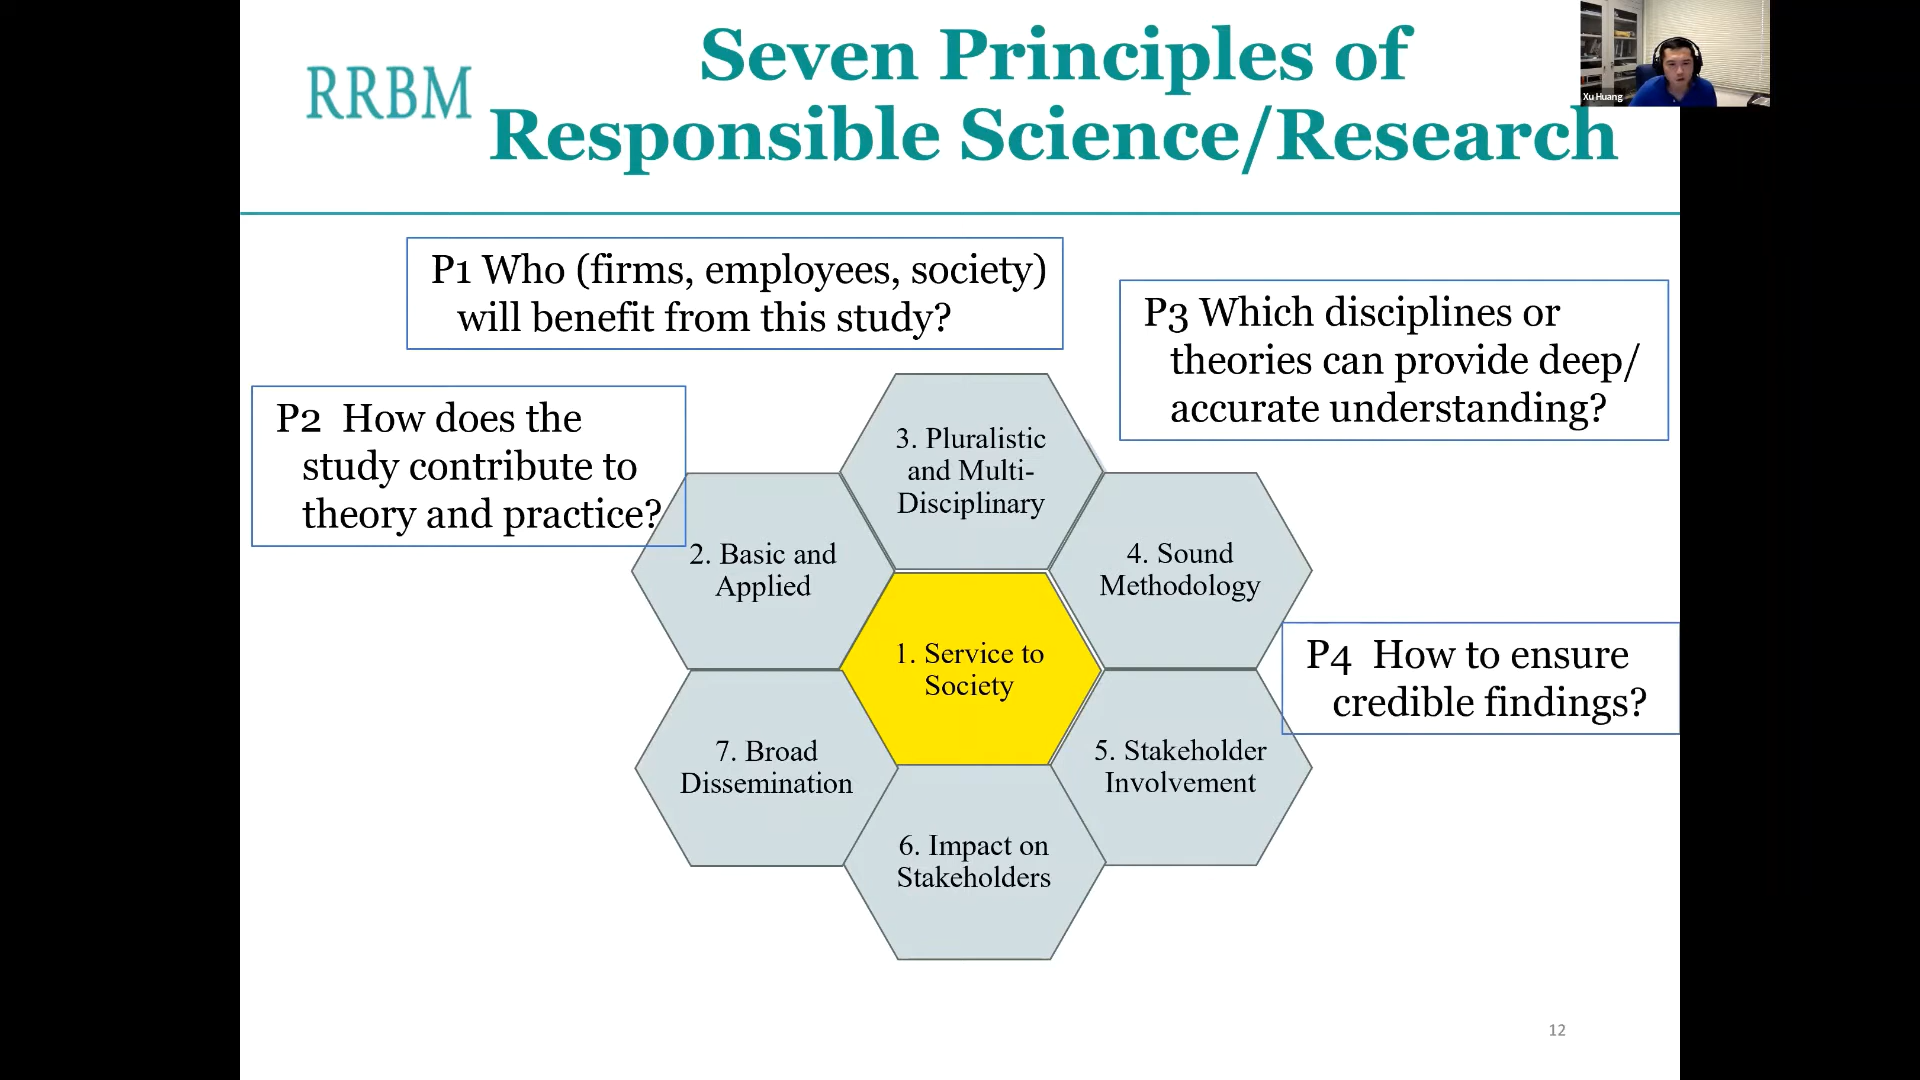 RRBM
Seven Principles of
Responsible Science/Research
Xu Huang
P1 Who (firms, employees, society)
will benefit from this study?
P3 Which disciplines or
theories can provide deep/
accurate understanding?
P2 How does the
study contribute to
theory and practice?
3. Pluralistic
and Multi-
Disciplinary
2. Basic and
Applied
4. Sound
Methodology
1. Service to
Society
P4 How to ensure
credible findings?
7. Broad
Dissemination
5. Stakeholder
Involvement
6. Impact on
Stakeholders
12